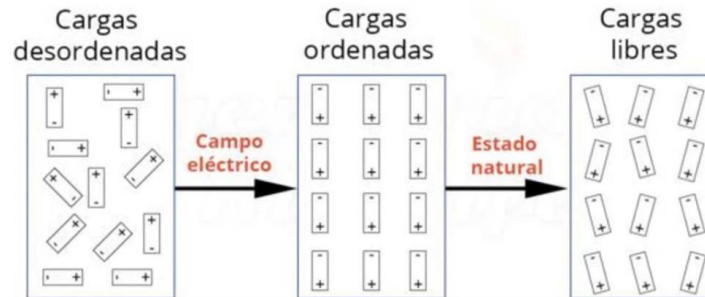 Cargas
desordenadas
Cargas
ordenadas
Cargas
libres
Campo
eléctrico
Estado
natural